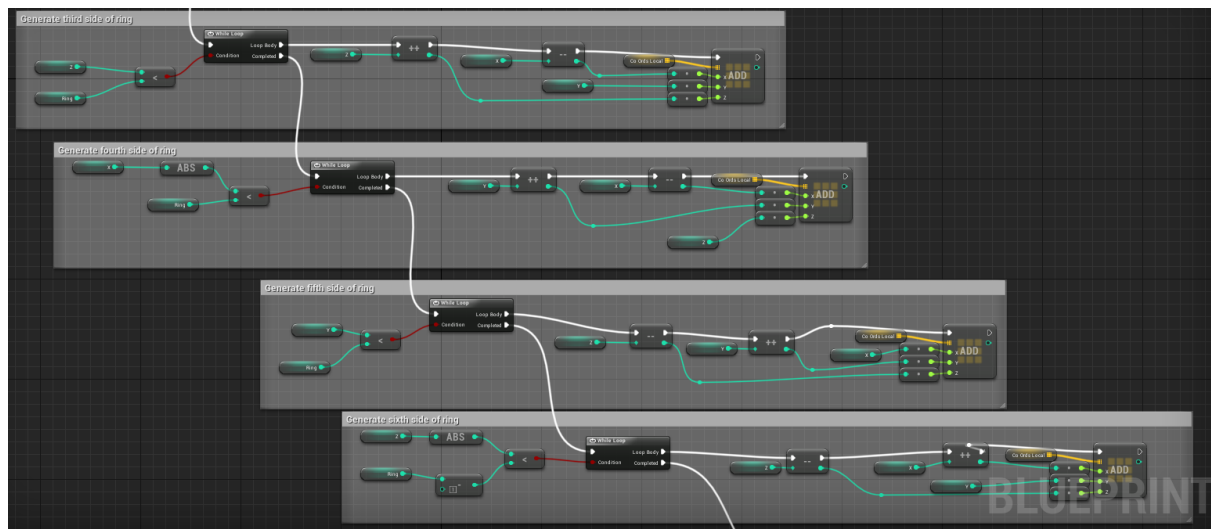 Generate third side of ring
While Loop
Loop Body
Condition Completed
Z
++
X
--
Co Ords Local
Z
<
Y
ADD
X
Y
Z
Ring
Generate fourth side of ring
X
ABS
While Loop
Loop Body
Condition Completed
Y
++
X
--
Co Ords Local
Ring
<
ADD
X
Y
Z
Z
Generate fifth side of ring
While Loop
Loop Body
Condition Completed
X
<
Z
--
Y
++
Co Ords Local
X
ADD
X
Y
Z
Ring
Generate sixth side of ring
Z
ABS
While Loop
Loop Body
Condition Completed
<
Z
--
X
++
Co Ords Local
Ring
Y
ADD
X
Y
Z
BLUEPRINT